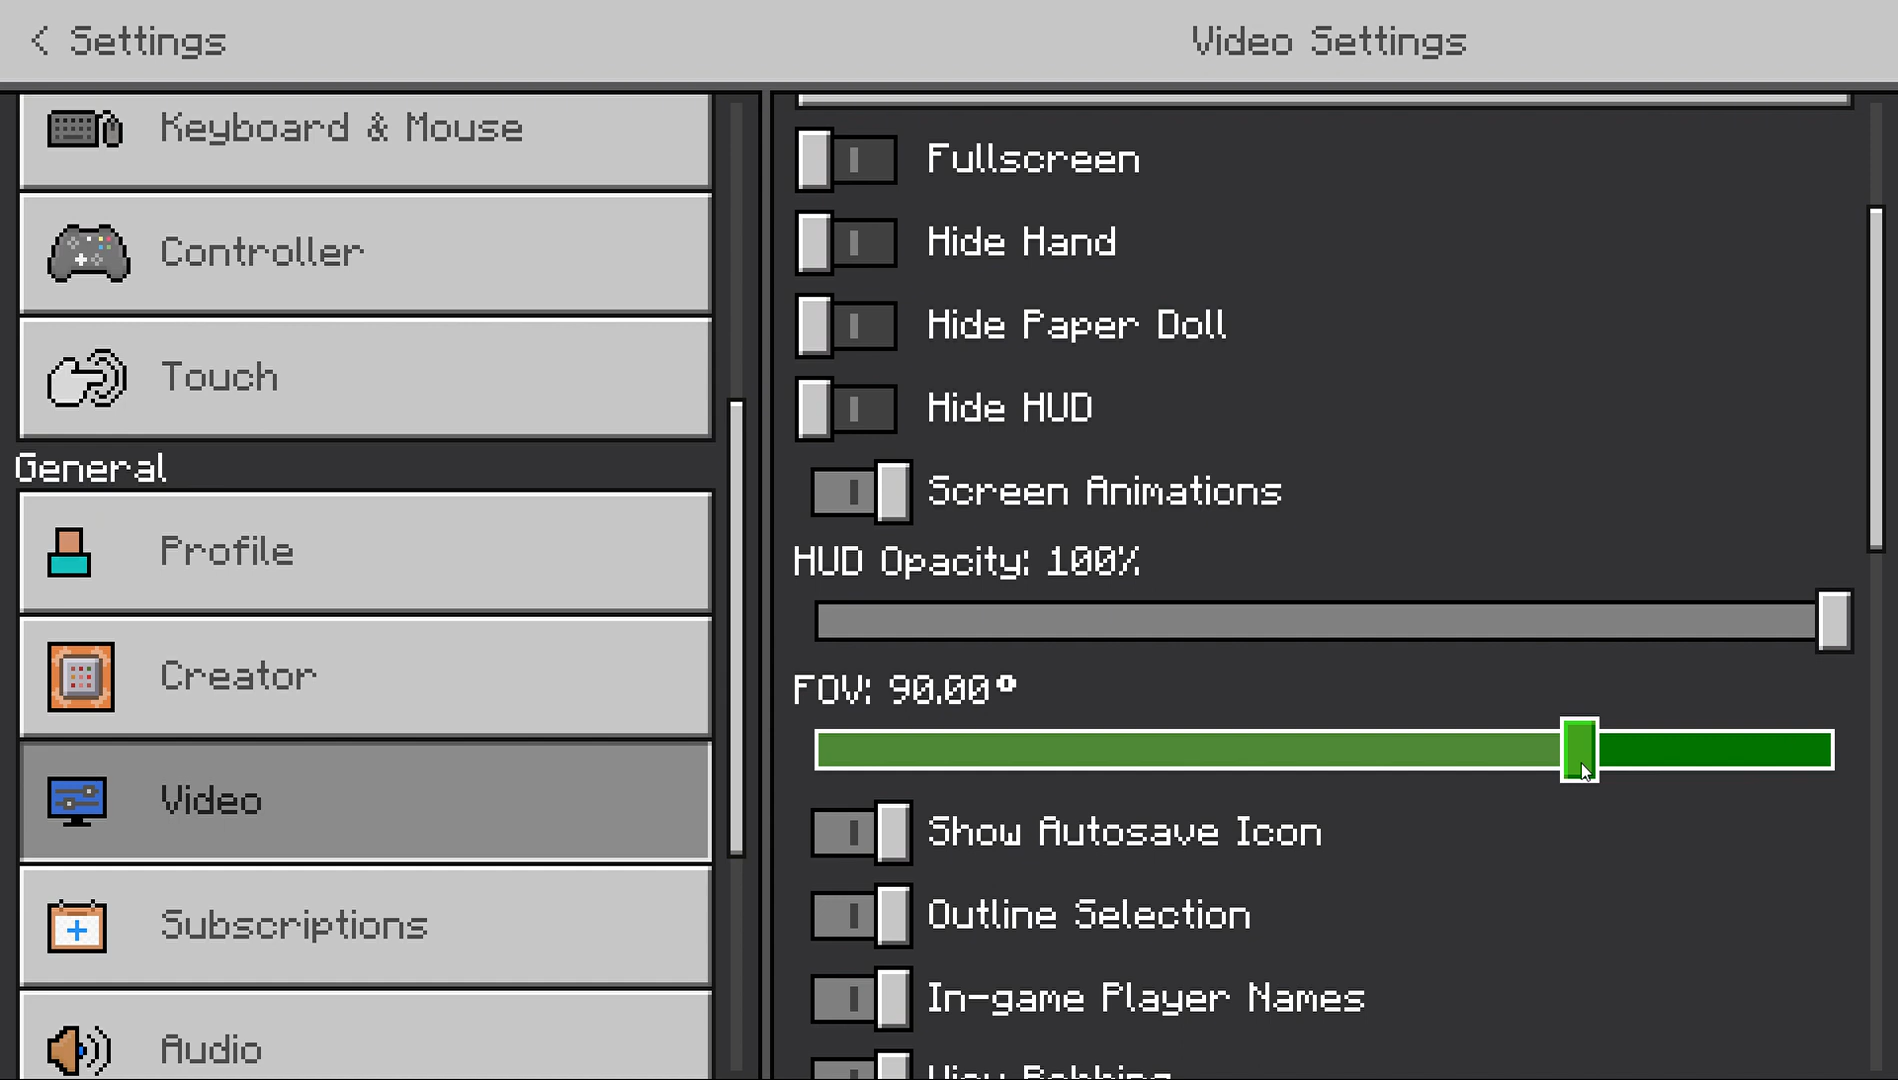 < Settings
Video Settings
Keyboard & Mouse
Controller
Touch
General
Profile
Creator
Video
Subscriptions
Audio
Fullscreen
Hide Hand
Hide Paper Doll
Hide HUD
Screen Animations
HUD Opacity: 100%
FOV: 90.00°
Show Autosave Icon
Outline Selection
In-game Player Names